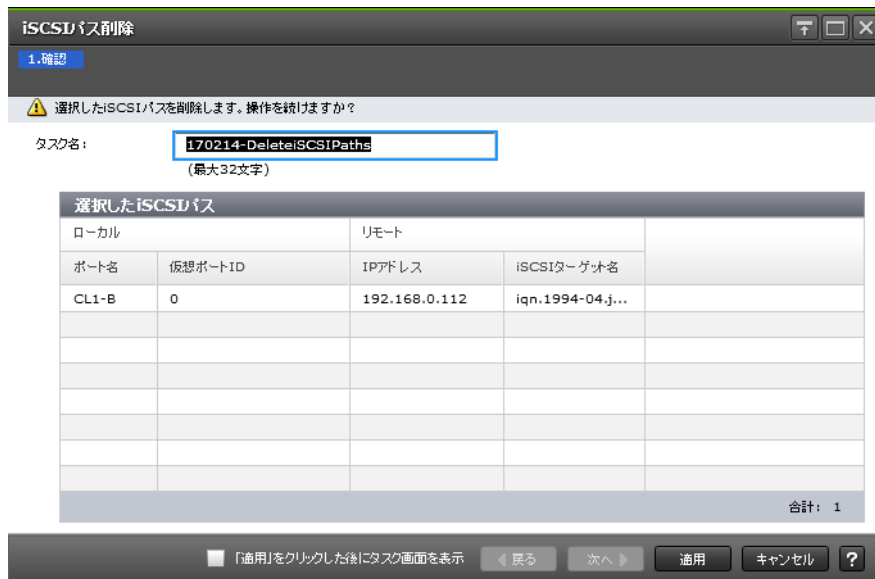 iSCSIパス削除
1.確認
選択したiSCSIパスを削除します。操作を続けますか？
タスク名： 170214-DeleteiSCSIPaths
(最大32文字)
選択したiSCSIパス
ローカル リモート
ポート名 仮想ポートID IPアドレス iSCSIターゲット名
CL1-B 0 192.168.0.112 iqn.1994-04.j...
合計： 1
「適用」をクリックした後にタスク画面を表示 戻る 次へ 適用 キャンセル ?